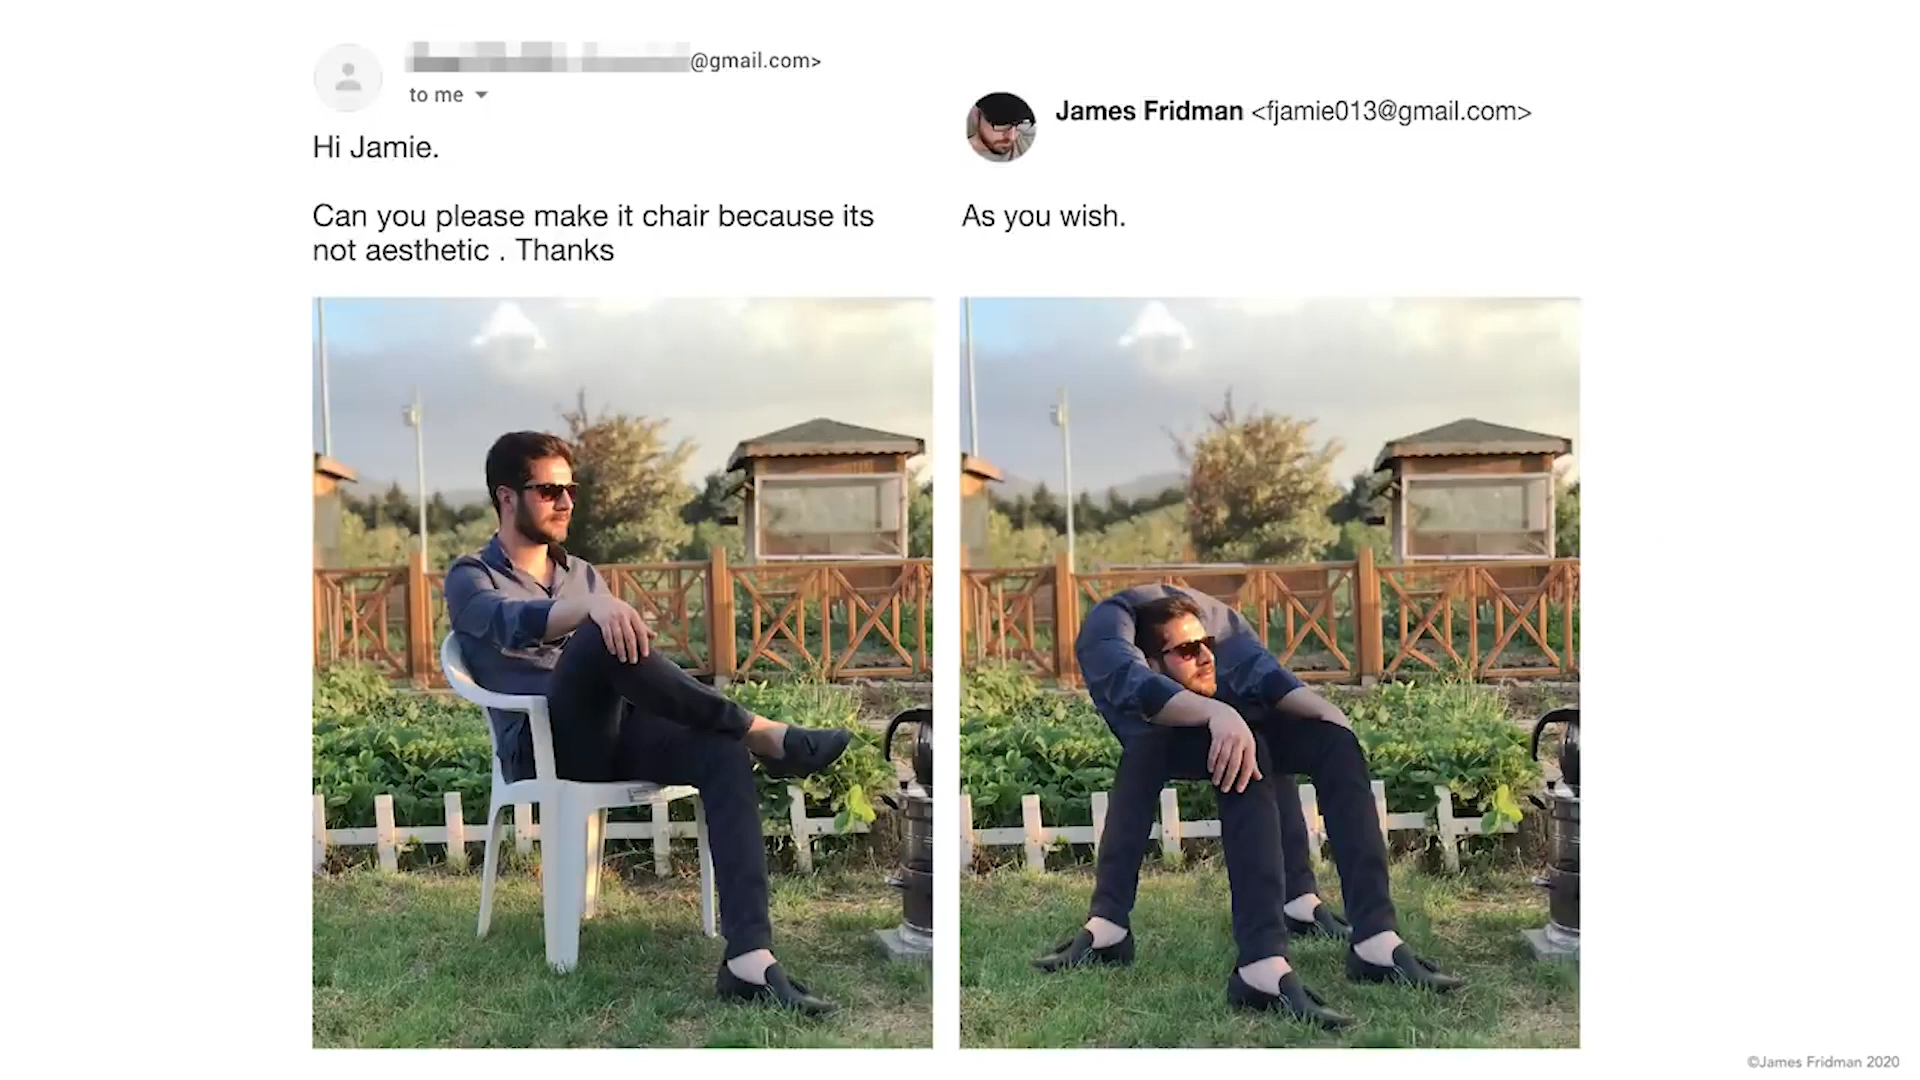 @gmail.com>
to me
Hi Jamie.
Can you please make it chair because its
not aesthetic . Thanks
James Fridman <fjamie013@gmail.com>
As you wish.
©James Fridman 2020